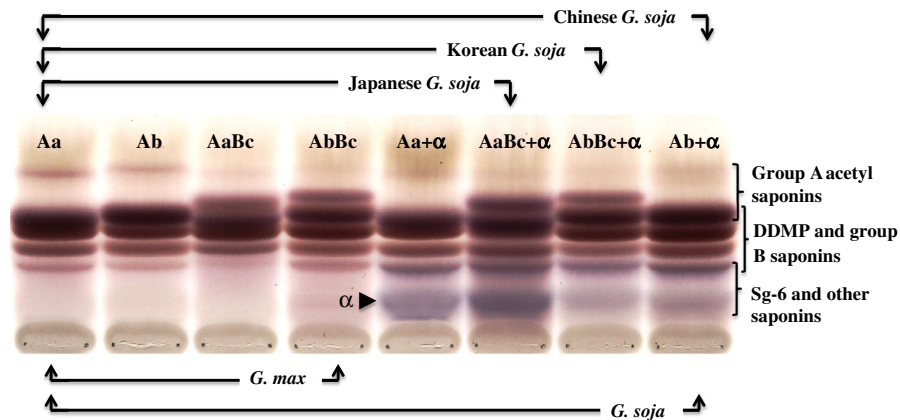 Chinese G. soja
Korean G. soja
Japanese G. soja
Aa Ab AaBc AbBc Aa+α AaBc+α AbBc+α Ab+α
Group A acetyl
saponins
DDMP and group
B saponins
Sg-6 and other
saponins
α
G. max
G. soja